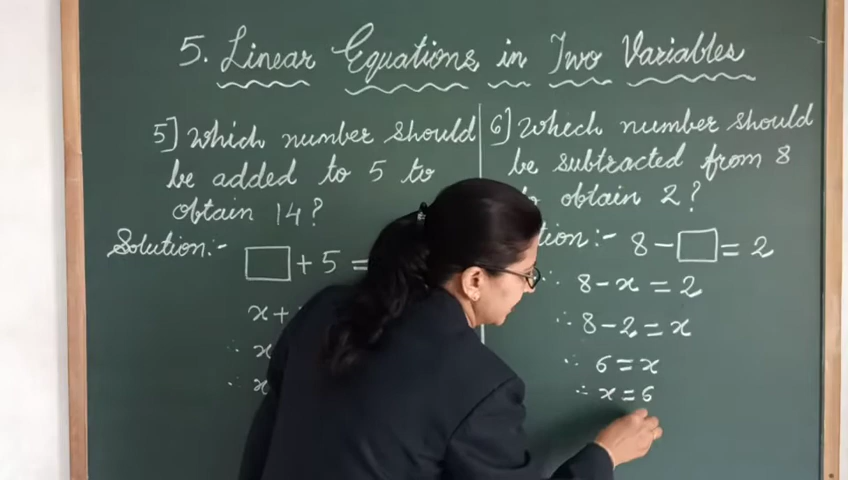 5. Linear Equations in Two Variables
5] Which number should
be added to 5 to
obtain 14?
Solution:-
□ + 5 =
x +
∴ x
∴ x
6] Which number should
be subtracted from 8
obtain 2?
tion:- 8 - □ = 2
∴ 8 - x = 2
∴ 8 - 2 = x
∴ 6 = x
∴ x = 6